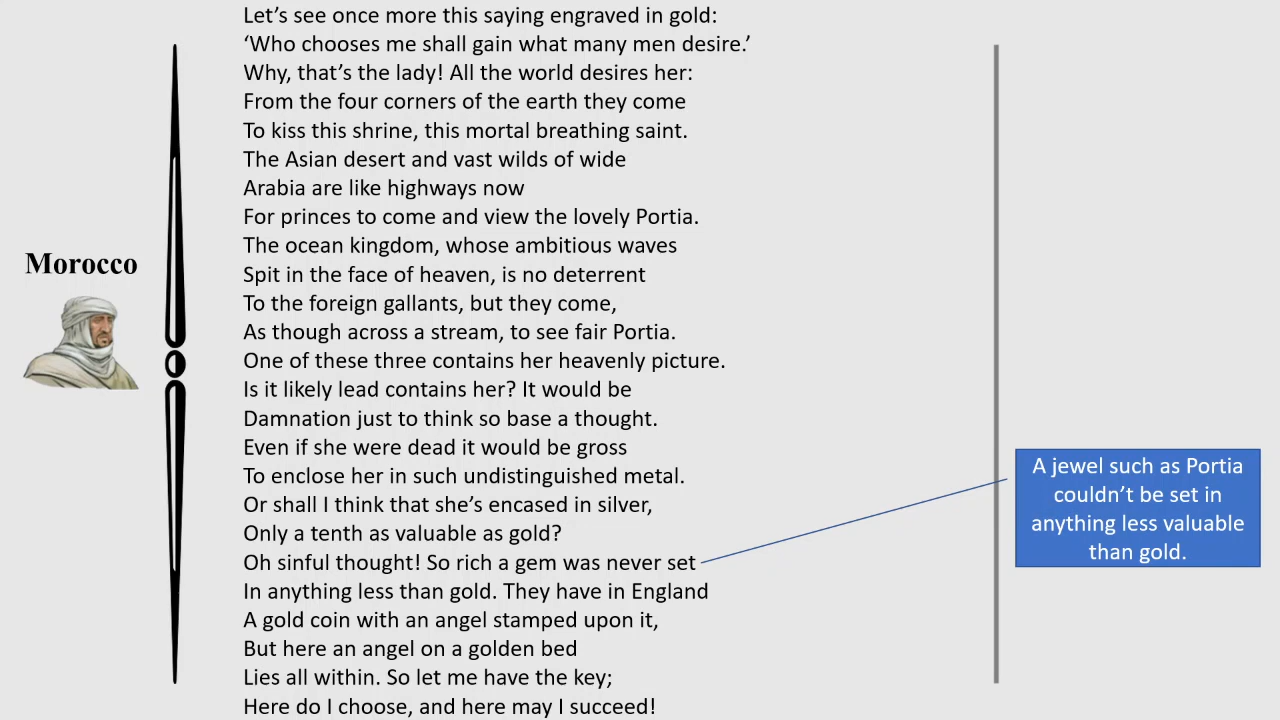 Let’s see once more this saying engraved in gold:
‘Who chooses me shall gain what many men desire.’
Why, that’s the lady! All the world desires her:
From the four corners of the earth they come
To kiss this shrine, this mortal breathing saint.
The Asian desert and vast wilds of wide
Arabia are like highways now
For princes to come and view the lovely Portia.
The ocean kingdom, whose ambitious waves
Spit in the face of heaven, is no deterrent
To the foreign gallants, but they come,
As though across a stream, to see fair Portia.
One of these three contains her heavenly picture.
Is it likely lead contains her? It would be
Damnation just to think so base a thought.
Even if she were dead it would be gross
To enclose her in such undistinguished metal.
Or shall I think that she’s encased in silver,
Only a tenth as valuable as gold?
Oh sinful thought! So rich a gem was never set
In anything less than gold. They have in England
A gold coin with an angel stamped upon it,
But here an angel on a golden bed
Lies all within. So let me have the key;
Here do I choose, and here may I succeed!
Morocco
A jewel such as Portia
couldn’t be set in
anything less valuable
than gold.